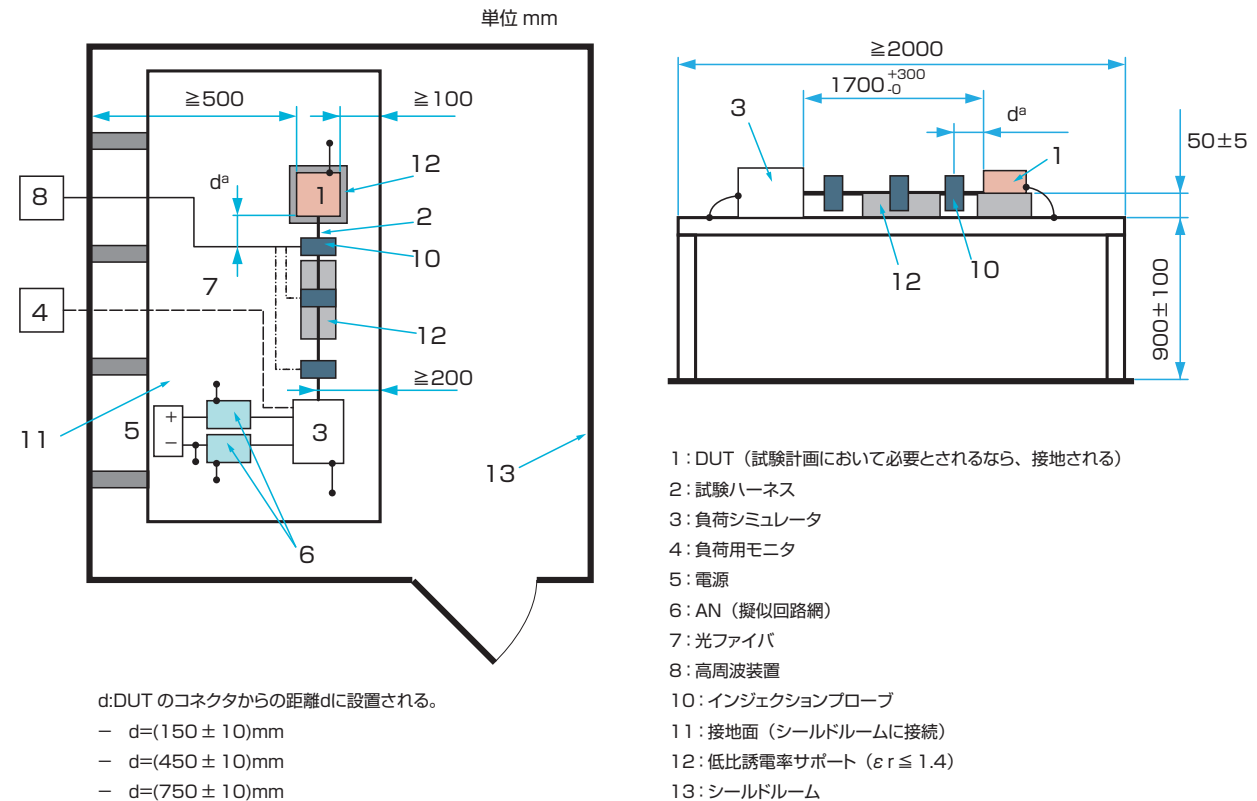 単位 mm
≧500
≧100
12
dª
1
8
2
10
7
4
12
≧200
5
+
−
3
11
6
13
≧2000
1700 +300 -0
3
dª
1
50±5
12
10
900±100
d:DUT のコネクタからの距離dに設置される。
− d=(150 ± 10)mm
− d=(450 ± 10)mm
− d=(750 ± 10)mm
1：DUT（試験計画において必要とされるなら、接地される）
2：試験ハーネス
3：負荷シミュレータ
4：負荷用モニタ
5：電源
6：AN（擬似回路網）
7：光ファイバ
8：高周波装置
10：インジェクションプローブ
11：接地面（シールドルームに接続）
12：低比誘電率サポート（ε r ≦ 1.4）
13：シールドルーム